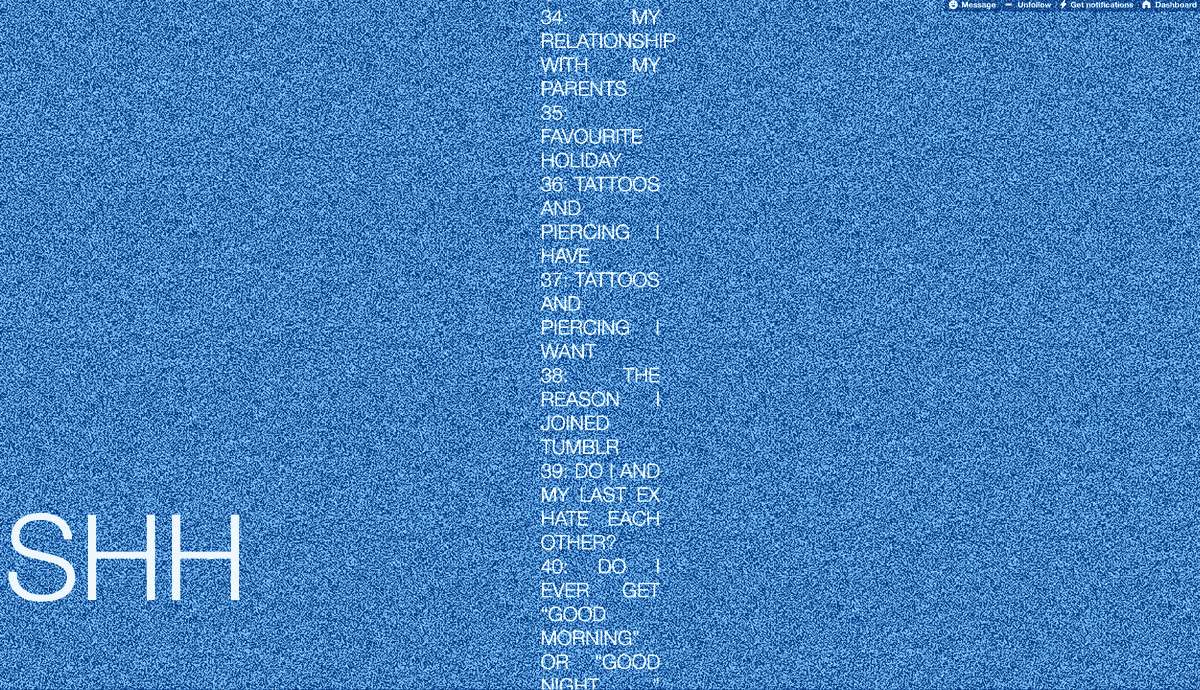 Message Unfollow Get notifications Dashboard
34: MY
RELATIONSHIP
WITH MY
PARENTS
35:
FAVOURITE
HOLIDAY
36: TATTOOS
AND
PIERCING I
HAVE
37: TATTOOS
AND
PIERCING I
WANT
38: THE
REASON I
JOINED
TUMBLR
39: DO I AND
MY LAST EX
HATE EACH
OTHER?
40: DO I
EVER GET
“GOOD
MORNING”
OR “GOOD
NIGHT ”
SHH